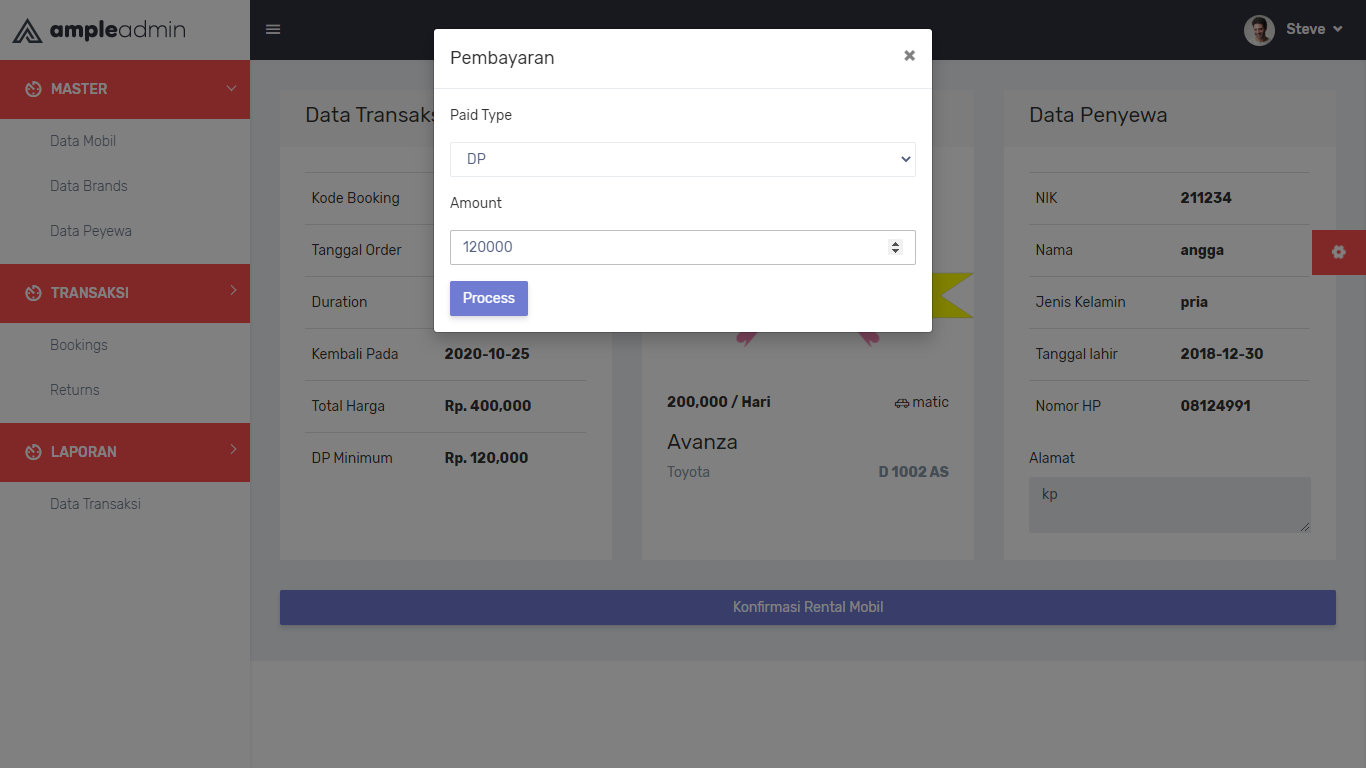 ampleadmin
Steve
MASTER
Data Mobil
Data Brands
Data Peyewa
TRANSAKSI
Bookings
Returns
LAPORAN
Data Transaksi
Pembayaran
Paid Type
DP
Amount
120000
Process
Data Transaks
Kode Booking
Tanggal Order
Duration
Kembali Pada 2020-10-25
Total Harga Rp. 400,000
DP Minimum Rp. 120,000
200,000 / Hari matic
Avanza
Toyota D 1002 AS
Data Penyewa
NIK 211234
Nama angga
Jenis Kelamin pria
Tanggal lahir 2018-12-30
Nomor HP 08124991
Alamat
kp
Konfirmasi Rental Mobil